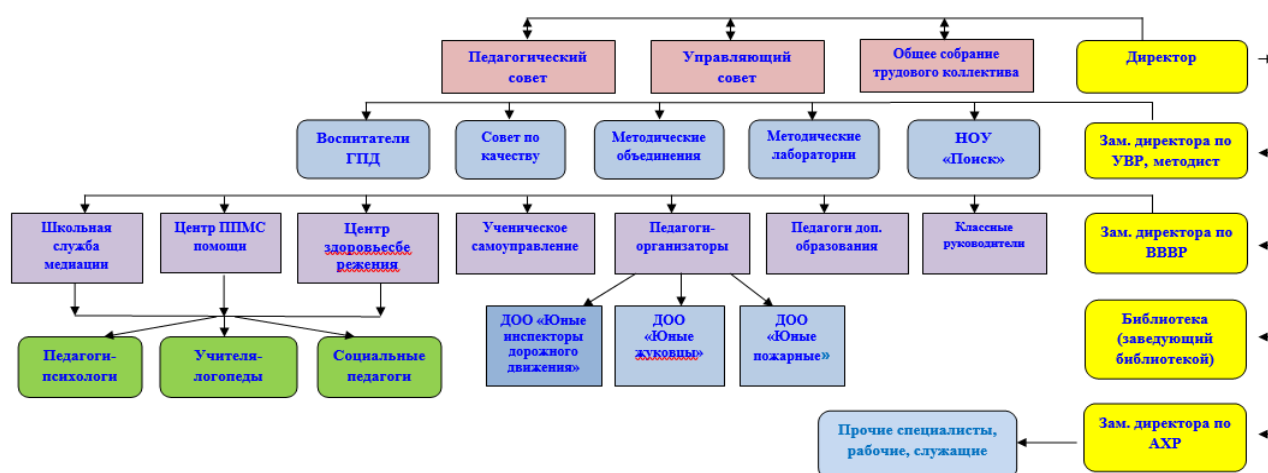 Педагогический
совет
Управляющий
совет
Общее собрание
трудового коллектива
Директор
Воспитатели
ГПД
Совет по
качеству
Методические
объединения
Методические
лаборатории
НОУ
«Поиск»
Зам. директора по
УВР, методист
Школьная
служба
медиации
Центр ППМС
помощи
Центр
здоровьесбе
режения
Ученическое
самоуправление
Педагоги-
организаторы
Педагоги доп.
образования
Классные
руководители
Зам. директора по
ВВВР
ДОО «Юные
инспекторы
дорожного
движения»
ДОО
«Юные
жуковцы»
ДОО
«Юные
пожарные»
Библиотека
(заведующий
библиотекой)
Педагоги-
психологи
Учителя-
логопеды
Социальные
педагоги
Прочие специалисты,
рабочие, служащие
Зам. директора по
АХР